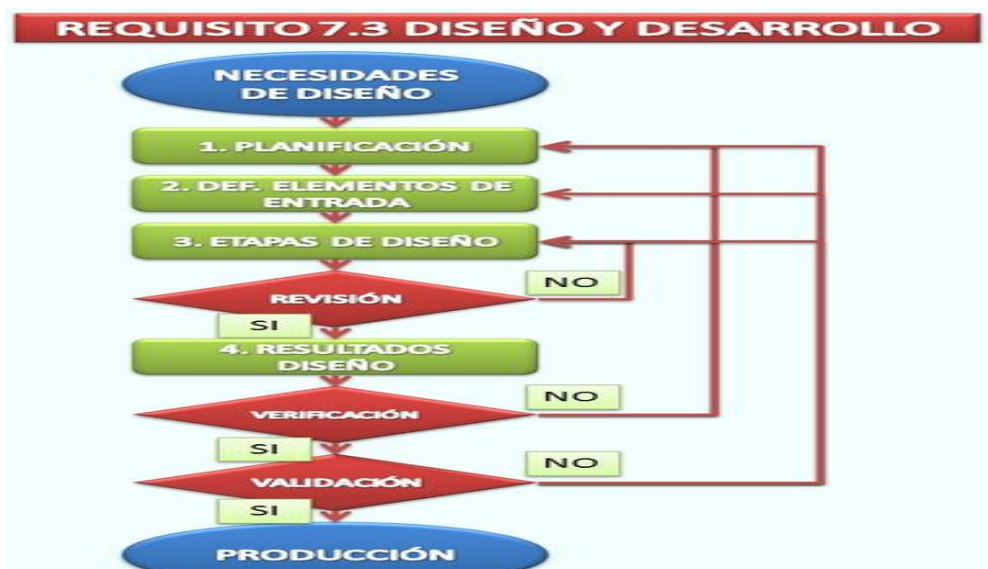 REQUISITO 7.3 DISEÑO Y DESARROLLO
NECESIDADES
DE DISEÑO
1. PLANIFICACIÓN
2. DEF. ELEMENTOS DE
ENTRADA
3. ETAPAS DE DISEÑO
REVISIÓN
NO
SI
4. RESULTADOS
DISEÑO
VERIFICACIÓN
NO
SI
VALIDACIÓN
NO
SI
PRODUCCIÓN